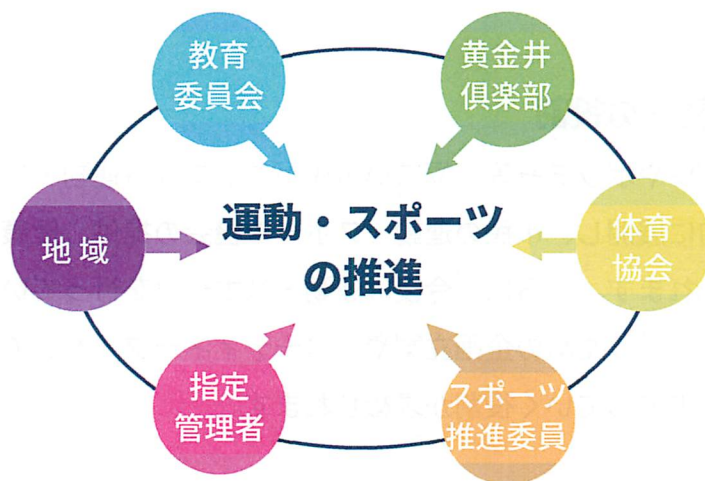 教育
委員会
黄金井
倶楽部
地域
運動・スポーツ
の推進
体育
協会
指定
管理者
スポーツ
推進委員